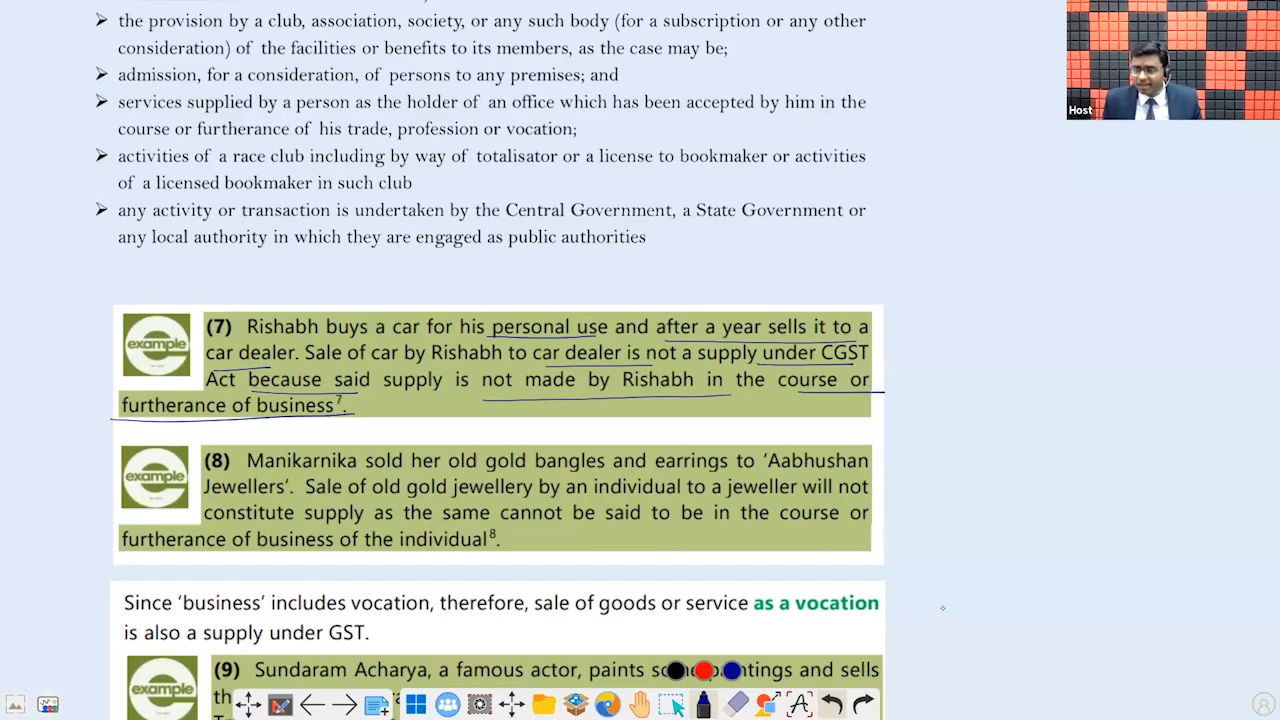 ➢ the provision by a club, association, society, or any such body (for a subscription or any other
consideration) of the facilities or benefits to its members, as the case may be;
➢ admission, for a consideration, of persons to any premises; and
➢ services supplied by a person as the holder of an office which has been accepted by him in the
course or furtherance of his trade, profession or vocation;
➢ activities of a race club including by way of totalisator or a license to bookmaker or activities
of a licensed bookmaker in such club
➢ any activity or transaction is undertaken by the Central Government, a State Government or
any local authority in which they are engaged as public authorities
Host
example
(7) Rishabh buys a car for his personal use and after a year sells it to a
car dealer. Sale of car by Rishabh to car dealer is not a supply under CGST
Act because said supply is not made by Rishabh in the course or
furtherance of business⁷.
example
(8) Manikarnika sold her old gold bangles and earrings to ‘Aabhushan
Jewellers’. Sale of old gold jewellery by an individual to a jeweller will not
constitute supply as the same cannot be said to be in the course or
furtherance of business of the individual⁸.
Since ‘business’ includes vocation, therefore, sale of goods or service as a vocation
is also a supply under GST.
example
(9) Sundaram Acharya, a famous actor, paints some paintings and sells